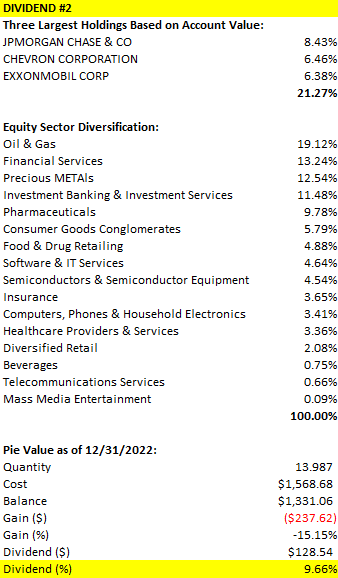 DIVIDEND #2
Three Largest Holdings Based on Account Value:
JPMORGAN CHASE & CO 8.43%
CHEVRON CORPORATION 6.46%
EXXONMOBIL CORP 6.38%
21.27%
Equity Sector Diversification:
Oil & Gas 19.12%
Financial Services 13.24%
Precious METAls 12.54%
Investment Banking & Investment Services 11.48%
Pharmaceuticals 9.78%
Consumer Goods Conglomerates 5.79%
Food & Drug Retailing 4.88%
Software & IT Services 4.64%
Semiconductors & Semiconductor Equipment 4.54%
Insurance 3.65%
Computers, Phones & Household Electronics 3.41%
Healthcare Providers & Services 3.36%
Diversified Retail 2.08%
Beverages 0.75%
Telecommunications Services 0.66%
Mass Media Entertainment 0.09%
100.00%
Pie Value as of 12/31/2022:
Quantity 13.987
Cost $1,568.68
Balance $1,331.06
Gain ($) ($237.62)
Gain (%) -15.15%
Dividend ($) $128.54
Dividend (%) 9.66%